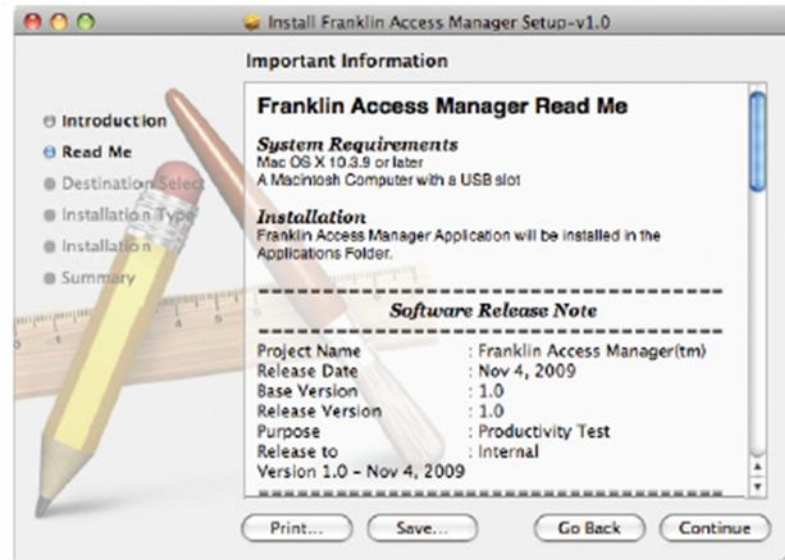 Install Franklin Access Manager Setup-v1.0
Important Information
Introduction
Read Me
Destination Select
Installation Type
Installation
Summary
Franklin Access Manager Read Me
System Requirements
Mac OS X 10.3.9 or later
A Macintosh Computer with a USB slot
Installation
Franklin Access Manager Application will be installed in the
Applications Folder.
Software Release Note
Project Name : Franklin Access Manager(tm)
Release Date : Nov 4, 2009
Base Version : 1.0
Release Version : 1.0
Purpose : Productivity Test
Release to : Internal
Version 1.0 - Nov 4, 2009
Print... Save... Go Back Continue